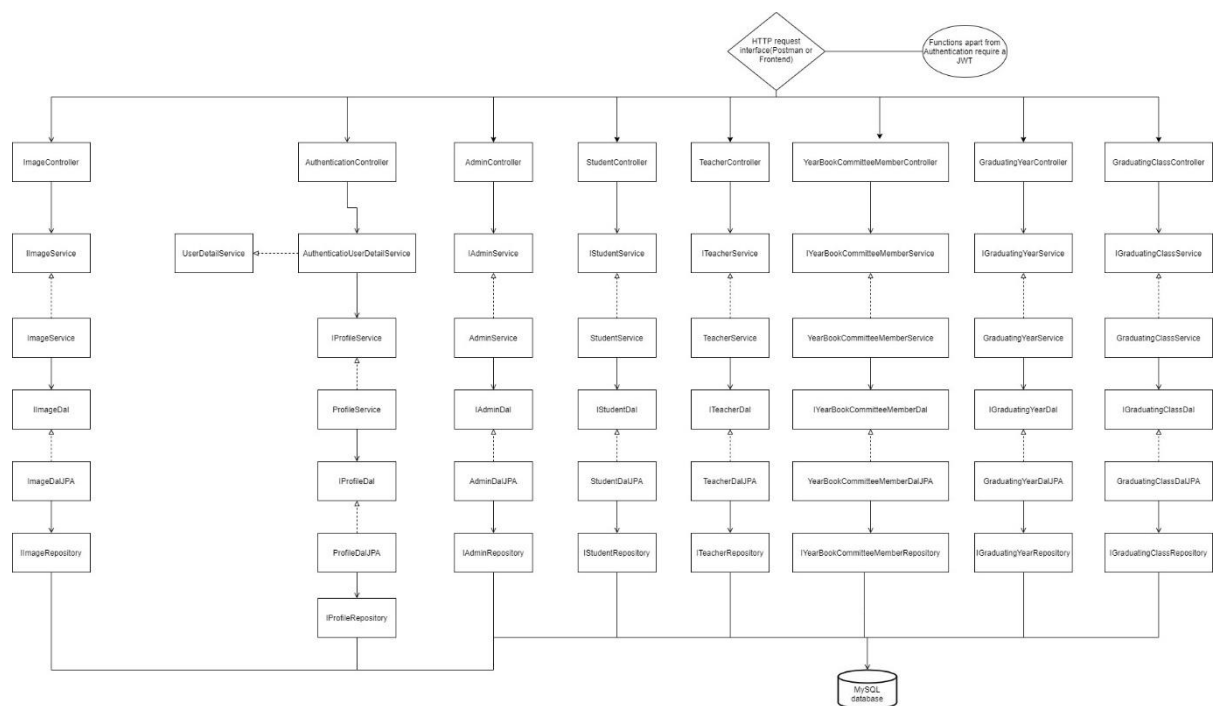 HTTP request
interface(Postman or
Frontend)
Functions apart from
Authentication require a
JWT
ImageController
AuthenticationController
AdminController
StudentController
TeacherController
YearBookCommitteeMemberController
GraduatingYearController
GraduatingClassController
IImageService
UserDetailService
AuthenticatioUserDetailService
IAdminService
IStudentService
ITeacherService
IYearBookCommitteeMemberService
IGraduatingYearService
IGraduatingClassService
ImageService
IProfileService
AdminService
StudentService
TeacherService
YearBookCommitteeMemberService
GraduatingYearService
GraduatingClassService
IImageDal
ProfileService
IAdminDal
IStudentDal
ITeacherDal
IYearBookCommitteeMemberDal
IGraduatingYearDal
IGraduatingClassDal
ImageDalJPA
IProfileDal
AdminDalJPA
StudentDalJPA
TeacherDalJPA
YearBookCommitteeMemberDalJPA
GraduatingYearDalJPA
GraduatingClassDalJPA
IImageRepository
ProfileDalJPA
IAdminRepository
IStudentRepository
ITeacherRepository
IYearBookCommitteeMemberRepository
IGraduatingYearRepository
IGraduatingClassRepository
IProfileRepository
MySQL
database